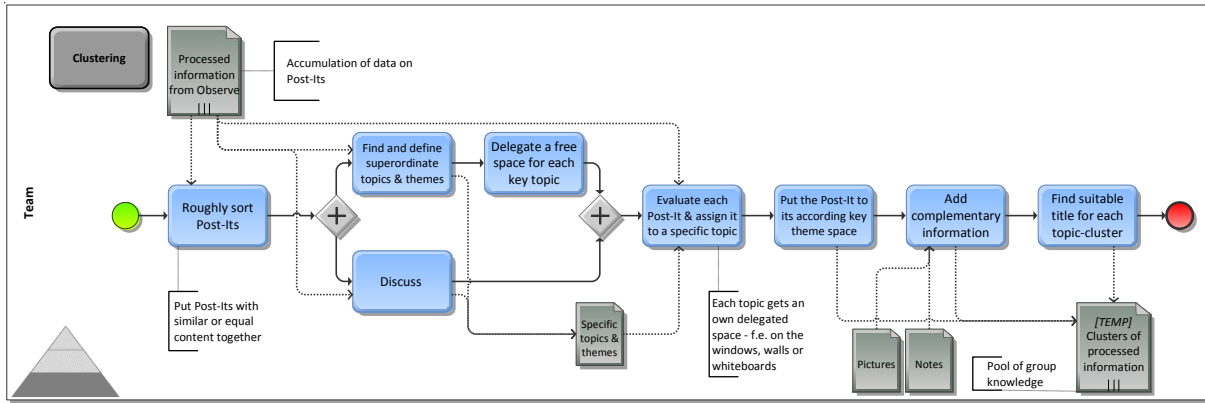 Clustering
Processed
information
from Observe
Accumulation of data on
Post-Its
Team
Roughly sort
Post-Its
Put Post-Its with
similar or equal
content together
Find and define
superordinate
topics & themes
Delegate a free
space for each
key topic
Discuss
Specific
topics &
themes
Evaluate each
Post-It & assign it
to a specific topic
Each topic gets an
own delegated
space - f.e. on the
windows, walls or
whiteboards
Put the Post-It to
its according key
theme space
Add
complementary
information
Pictures
Notes
Find suitable
title for each
topic-cluster
[TEMP]
Clusters of
processed
information
Pool of group
knowledge